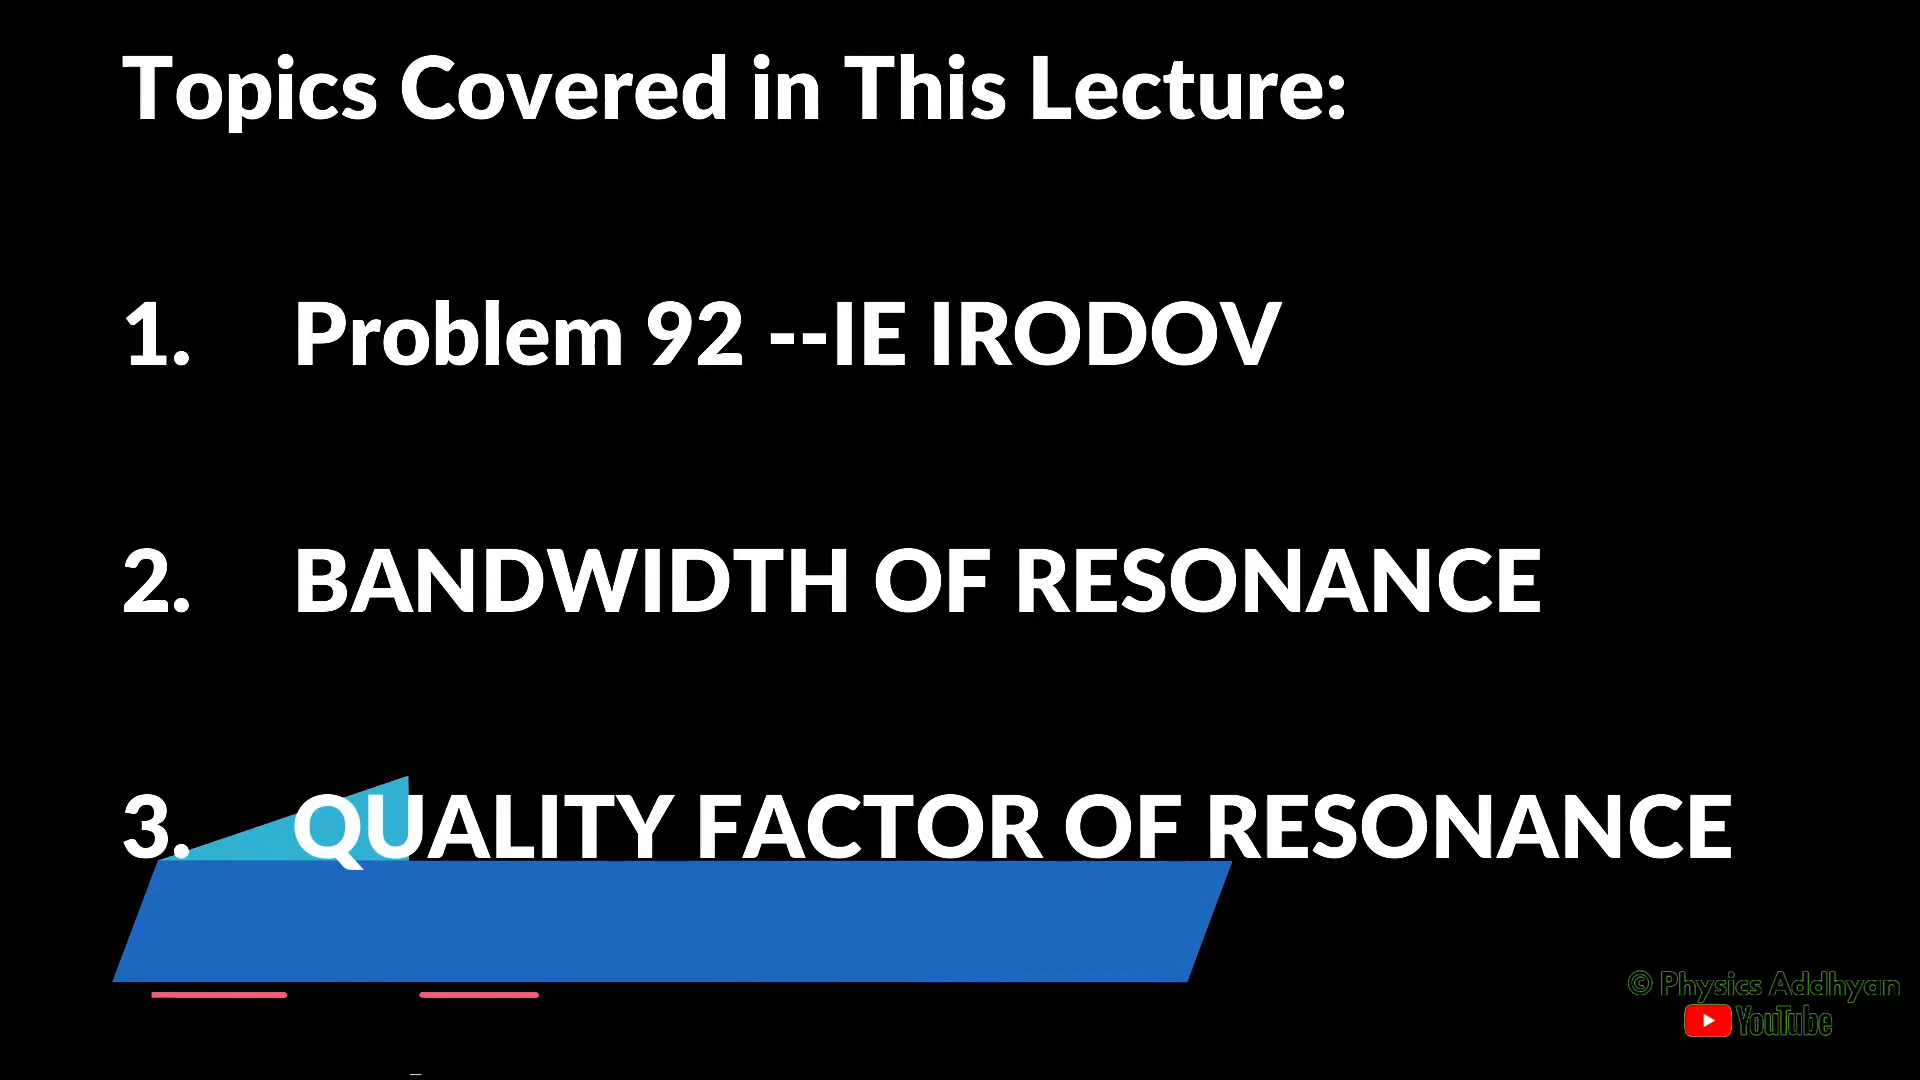 Topics Covered in This Lecture:
1. Problem 92 --IE IRODOV
2. BANDWIDTH OF RESONANCE
3. QUALITY FACTOR OF RESONANCE
© Physics Addhyan
YouTube